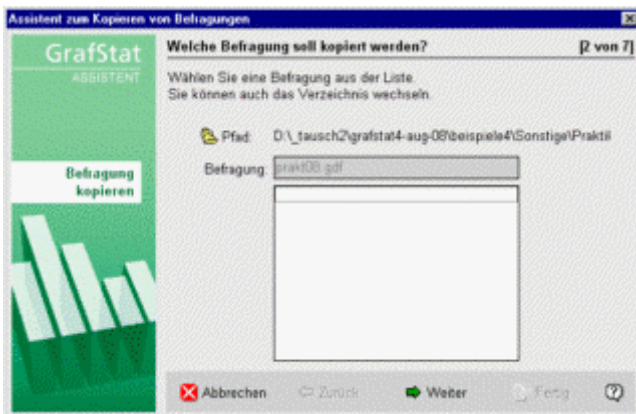 Assistent zum Kopieren von Befragungen
GrafStat
ASSISTENT
Welche Befragung soll kopiert werden? [2 von 7]
Wählen Sie eine Befragung aus der Liste.
Sie können auch das Verzeichnis wechseln.
Pfad: D:\_tausch2\grafstat4-aug-08\beispiele4\Sonstige\Prakti
Befragung: prakt08.gdf
Befragung
kopieren
Abbrechen Zurück Weiter Fertig